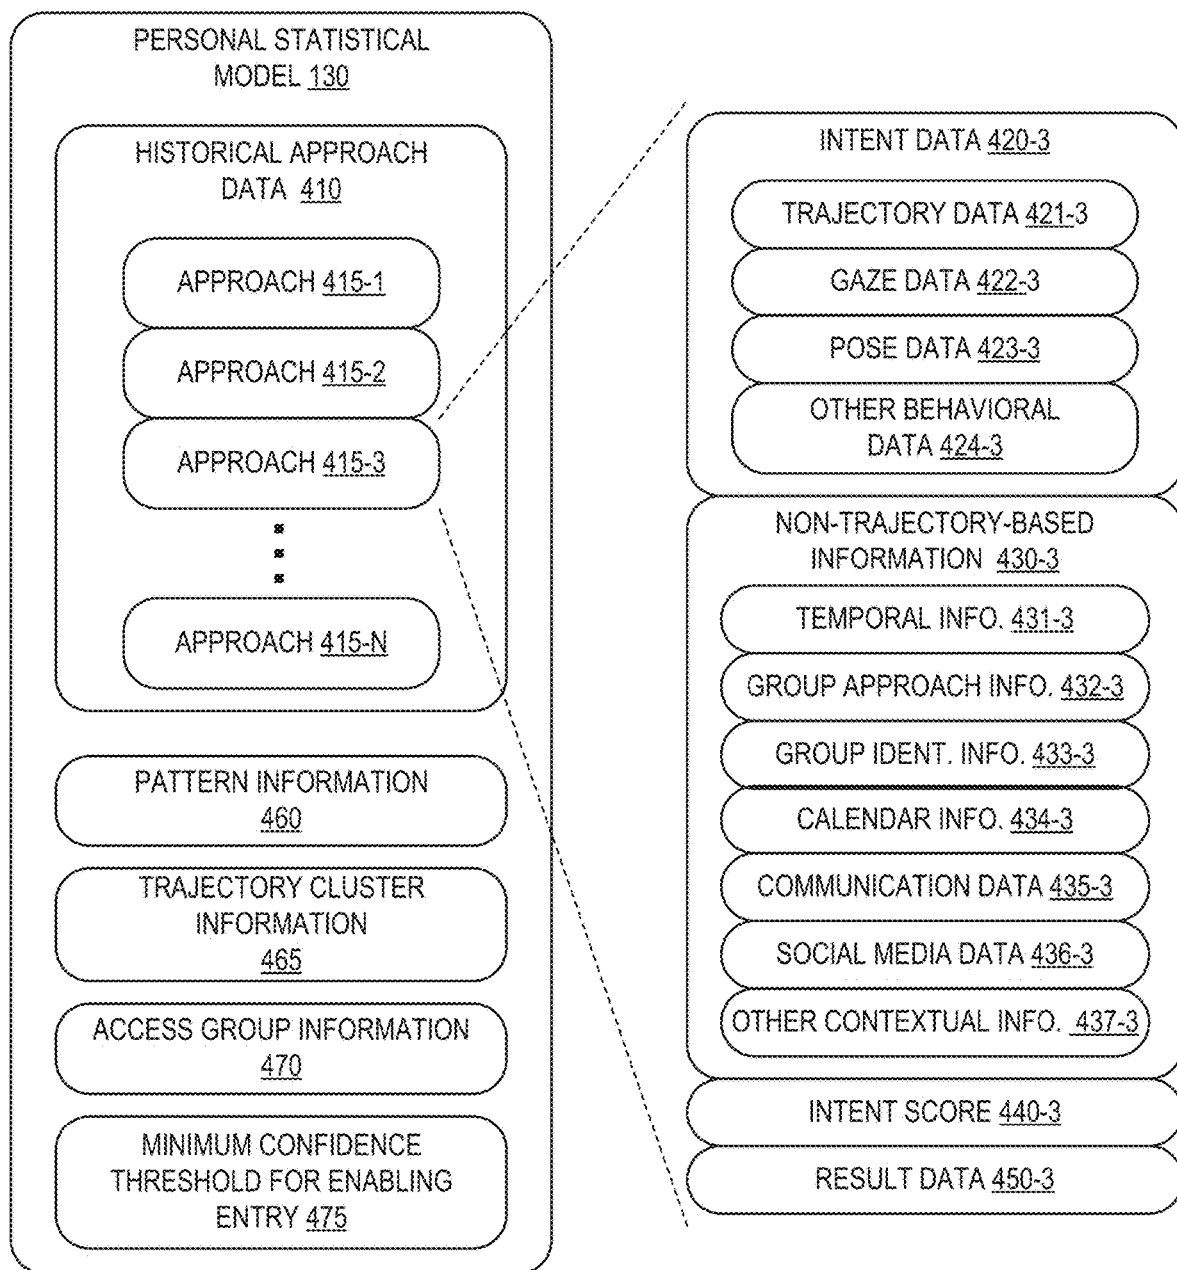 PERSONAL STATISTICAL
MODEL 130
HISTORICAL APPROACH
DATA 410
APPROACH 415-1
APPROACH 415-2
APPROACH 415-3
APPROACH 415-N
PATTERN INFORMATION
460
TRAJECTORY CLUSTER
INFORMATION
465
ACCESS GROUP INFORMATION
470
MINIMUM CONFIDENCE
THRESHOLD FOR ENABLING
ENTRY 475
INTENT DATA 420-3
TRAJECTORY DATA 421-3
GAZE DATA 422-3
POSE DATA 423-3
OTHER BEHAVIORAL
DATA 424-3
NON-TRAJECTORY-BASED
INFORMATION 430-3
TEMPORAL INFO. 431-3
GROUP APPROACH INFO. 432-3
GROUP IDENT. INFO. 433-3
CALENDAR INFO. 434-3
COMMUNICATION DATA 435-3
SOCIAL MEDIA DATA 436-3
OTHER CONTEXTUAL INFO. 437-3
INTENT SCORE 440-3
RESULT DATA 450-3